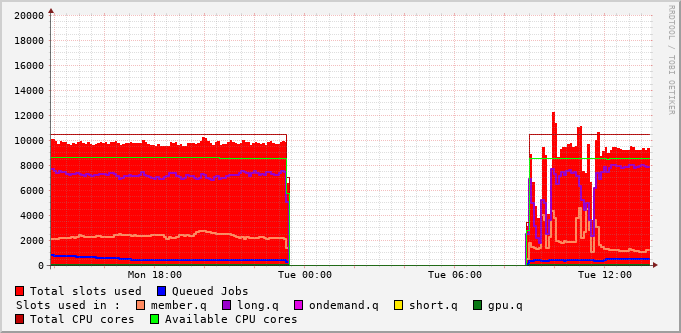 20000
18000
16000
14000
12000
10000
8000
6000
4000
2000
0
Mon 18:00 Tue 00:00 Tue 06:00 Tue 12:00
Total slots used Queued Jobs
Slots used in : member.q long.q ondemand.q short.q gpu.q
Total CPU cores Available CPU cores
RRDTOOL / TOBI OETIKER